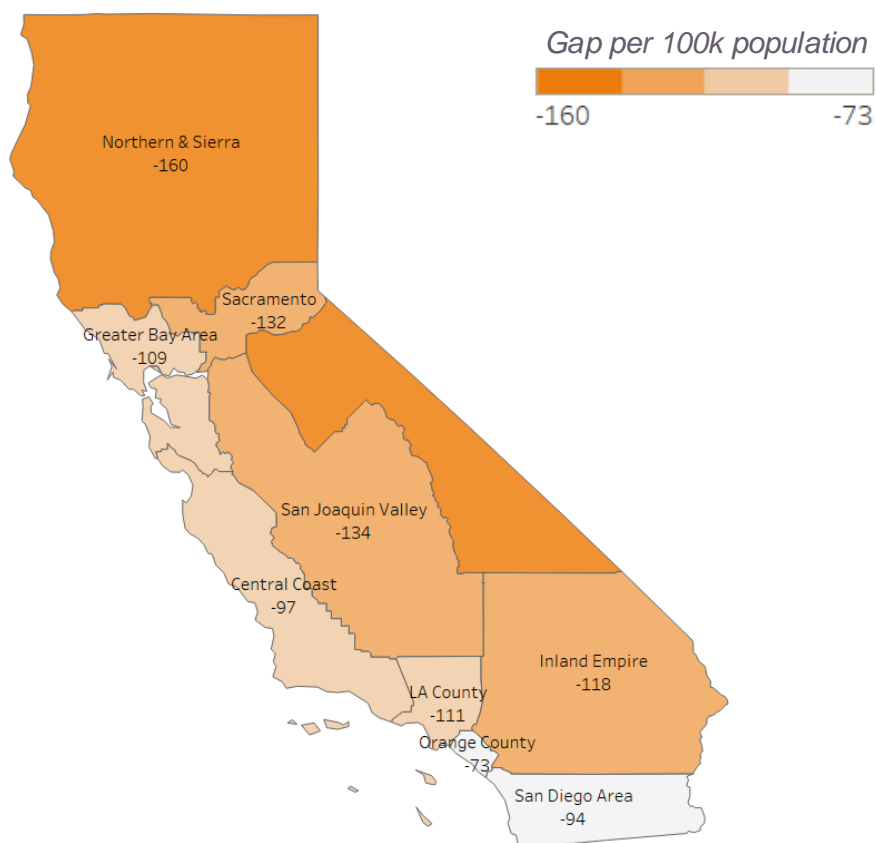 Gap per 100k population
-160 -73
Northern & Sierra
-160
Sacramento
-132
Greater Bay Area
-109
San Joaquin Valley
-134
Central Coast
-97
Inland Empire
-118
LA County
-111
Orange County
-73
San Diego Area
-94